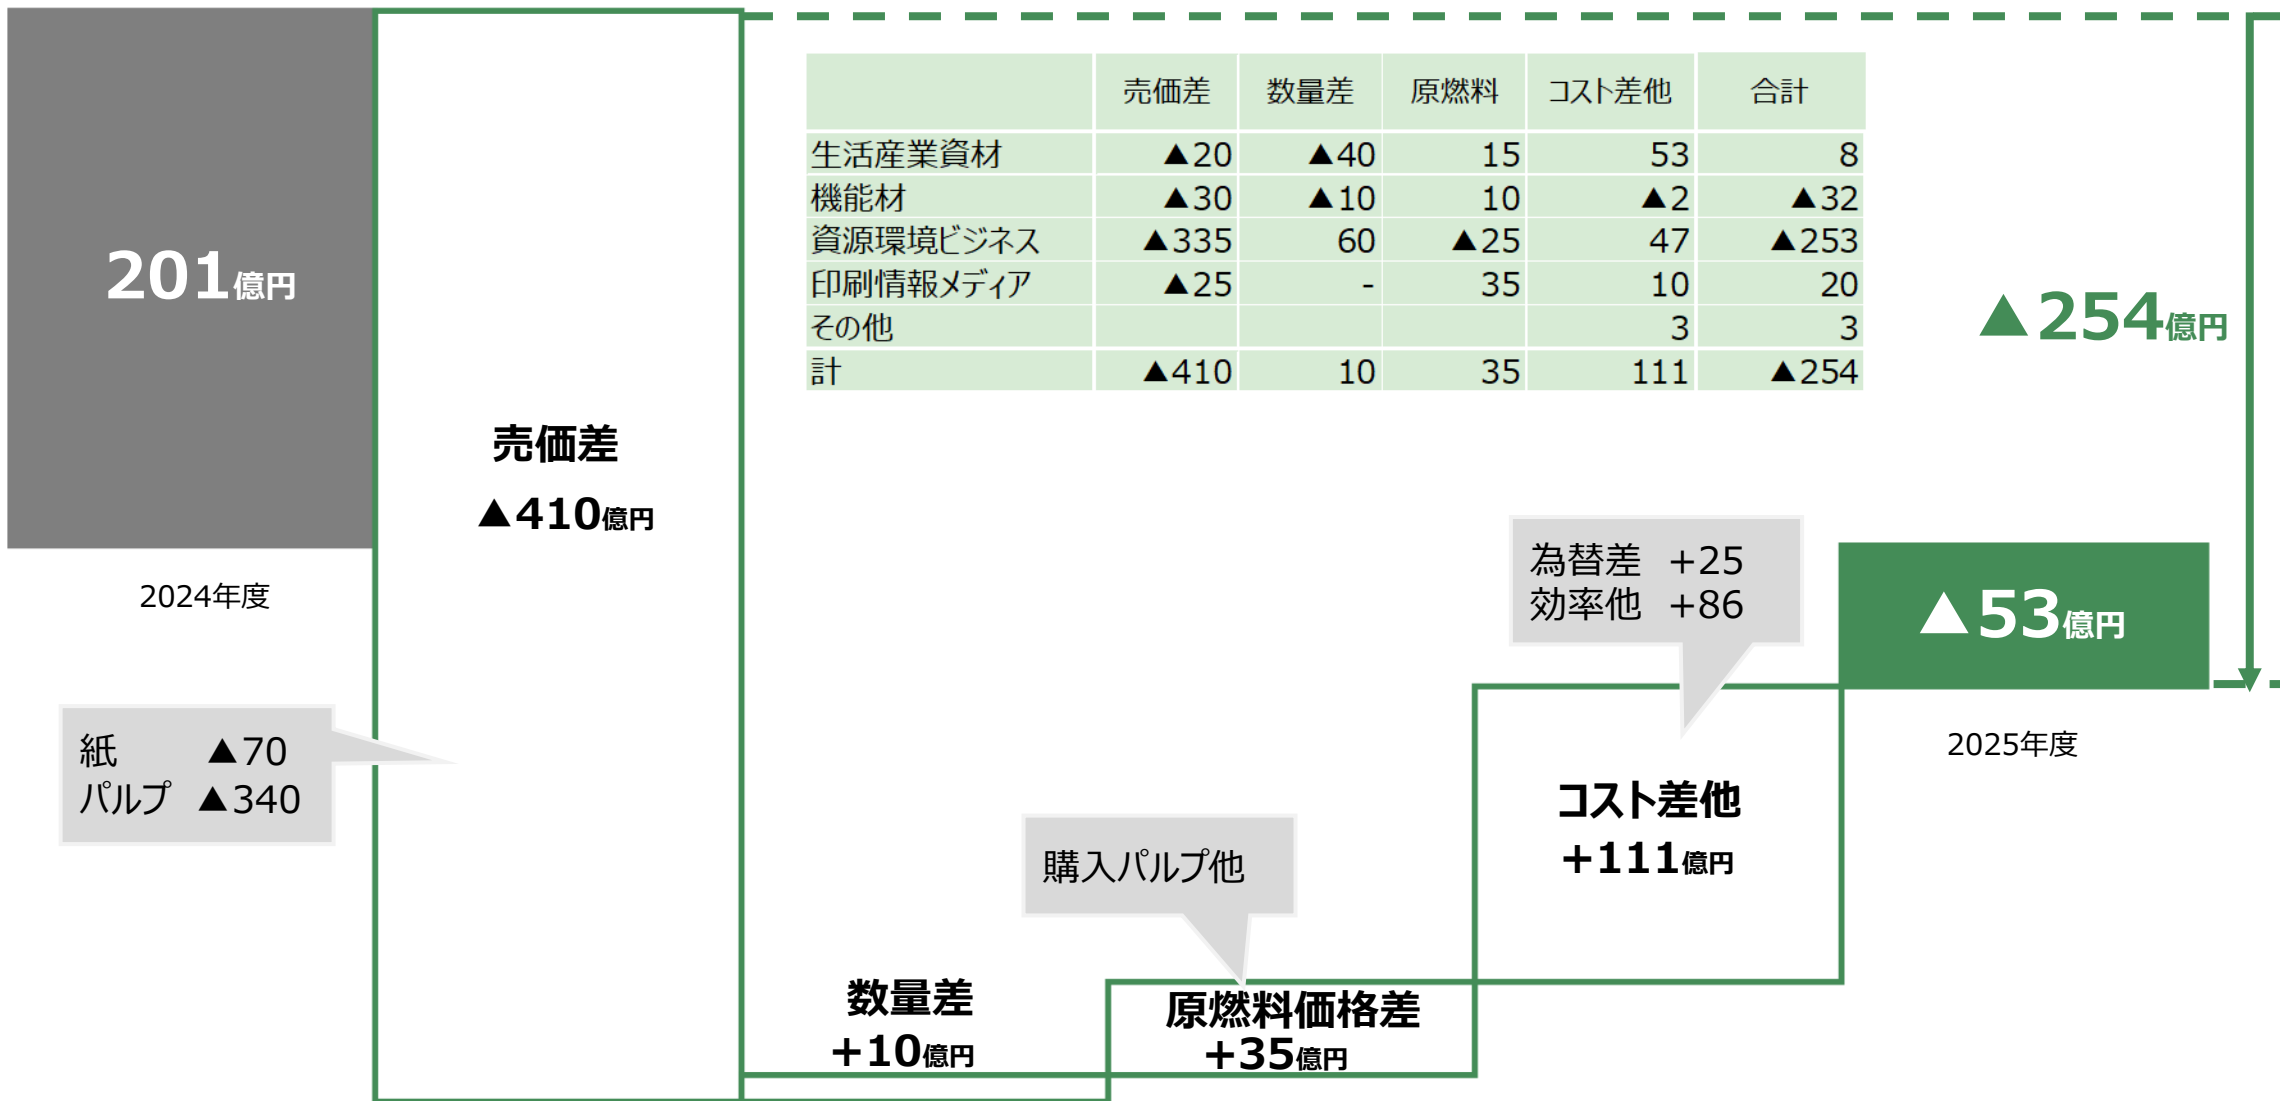 売価差 数量差 原燃料 コスト差他 合計
生活産業資材 ▲20 ▲40 15 53 8
機能材 ▲30 ▲10 10 ▲2 ▲32
資源環境ビジネス ▲335 60 ▲25 47 ▲253
印刷情報メディア ▲25 - 35 10 20
その他 3 3
計 ▲410 10 35 111 ▲254
201億円
2024年度
売価差
▲410億円
紙 ▲70
パルプ ▲340
数量差
+10億円
購入パルプ他
原燃料価格差
+35億円
為替差 +25
効率他 +86
コスト差他
+111億円
▲254億円
▲53億円
2025年度